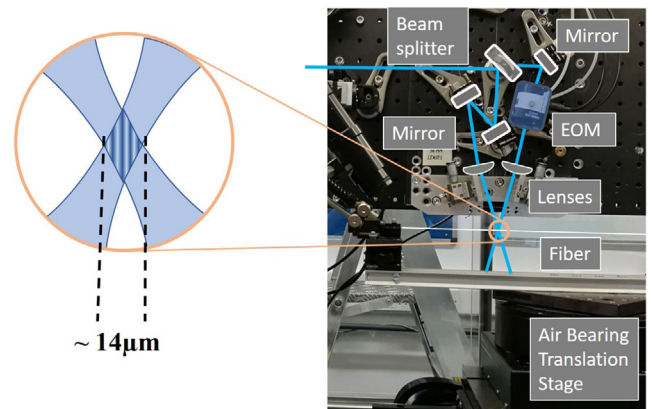 Beam
splitter
Mirror
Mirror
EOM
Lenses
Fiber
Air Bearing
Translation
Stage
~ 14μm